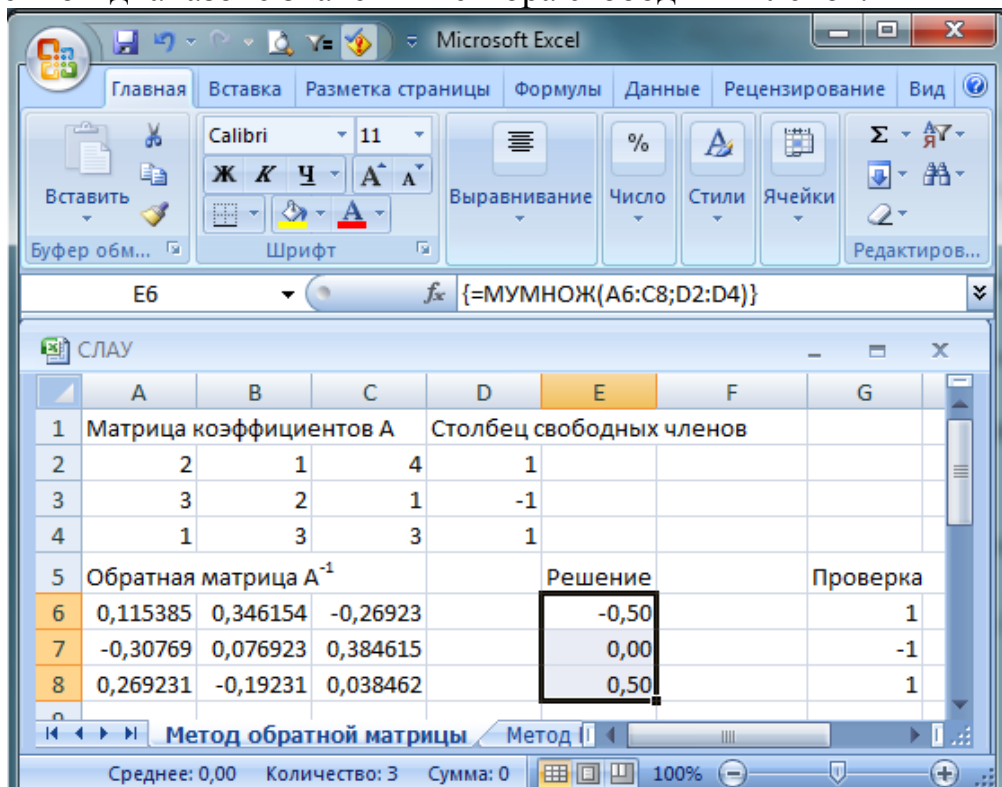 Microsoft Excel
Главная Вставка Разметка страницы Формулы Данные Рецензирование Вид
Calibri 11
Ж К Ч
Вставить
Выравнивание Число Стили Ячейки
Буфер обм... Шрифт Редактиров...
E6 fx {=МУМНОЖ(A6:C8;D2:D4)}
СЛАУ
A B C D E F G
1 Матрица коэффициентов А Столбец свободных членов
2 2 1 4 1
3 3 2 1 -1
4 1 3 3 1
5 Обратная матрица A⁻¹ Решение Проверка
6 0,115385 0,346154 -0,26923 -0,50 1
7 -0,30769 0,076923 0,384615 0,00 -1
8 0,269231 -0,19231 0,038462 0,50 1
Метод обратной матрицы Метод
Среднее: 0,00 Количество: 3 Сумма: 0 100%